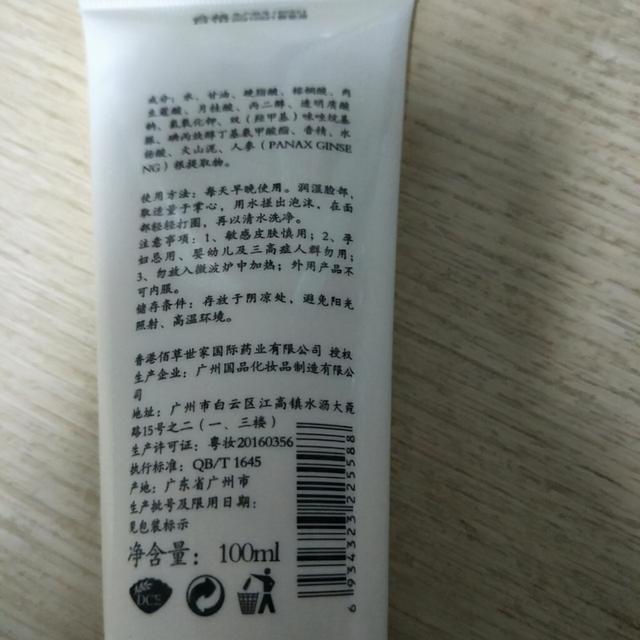 合格
成分：水、甘油、硬脂酸、棕榈酸、肉
豆蔻酸、月桂酸、丙二醇、透明质酸
钠、氢氧化钾、双（羟甲基）咪唑烷基
脲、碘丙炔醇丁基氨甲酸酯、香精、水
杨酸、火山泥、人参（PANAX GINSE
NG）根提取物。
使用方法：每天早晚使用。润湿脸部，
取适量于掌心，用水搓出泡沫，在面
部轻轻打圈，再以清水洗净。
注意事项：1、敏感皮肤慎用；2、孕
妇忌用、婴幼儿及三高症人群勿用；
3、勿放入微波炉中加热；外用产品不
可内服。
储存条件：存放于阴凉处、避免阳光
照射、高温环境。
香港佰草世家国际药业有限公司 授权
生产企业：广州国品化妆品制造有限公
司
地址：广州市白云区江高镇水沥大菀
路15号之二（一、三楼）
生产许可证：粤妆20160356
执行标准：QB/T 1645
产地：广东省广州市
生产批号及限用日期：
见包装标示
净含量：100ml
6 934323 223588